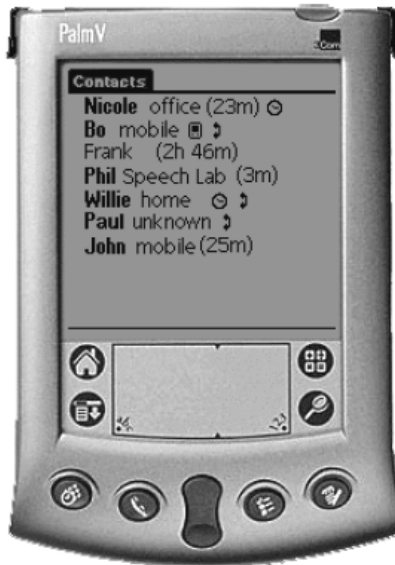 PalmV
3Com
Contacts
Nicole office (23m)
Bo mobile
Frank (2h 46m)
Phil Speech Lab (3m)
Willie home
Paul unknown
John mobile (25m)